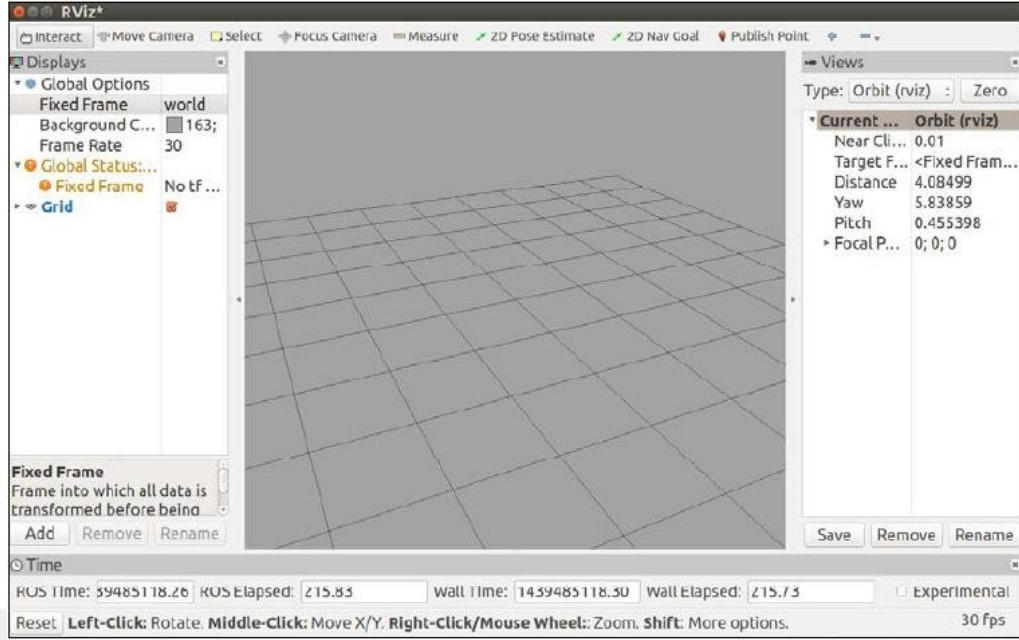 RViz*
Interact Move Camera Select Focus Camera Measure 2D Pose Estimate 2D Nav Goal Publish Point
Displays
Global Options
Fixed Frame world
Background C... 163;
Frame Rate 30
Global Status:...
Fixed Frame No tf ...
Grid
Fixed Frame
Frame into which all data is
transformed before being
Add Remove Rename
Views
Type: Orbit (rviz) Zero
Current ... Orbit (rviz)
Near Cli... 0.01
Target F... <Fixed Fram...
Distance 4.08499
Yaw 5.83859
Pitch 0.455398
Focal P... 0; 0; 0
Save Remove Rename
Time
ROS Time: 39485118.26 ROS Elapsed: 215.83 Wall Time: 1439485118.30 Wall Elapsed: 215.73 Experimental
Reset Left-Click: Rotate. Middle-Click: Move X/Y. Right-Click/Mouse Wheel:: Zoom. Shift: More options. 30 fps